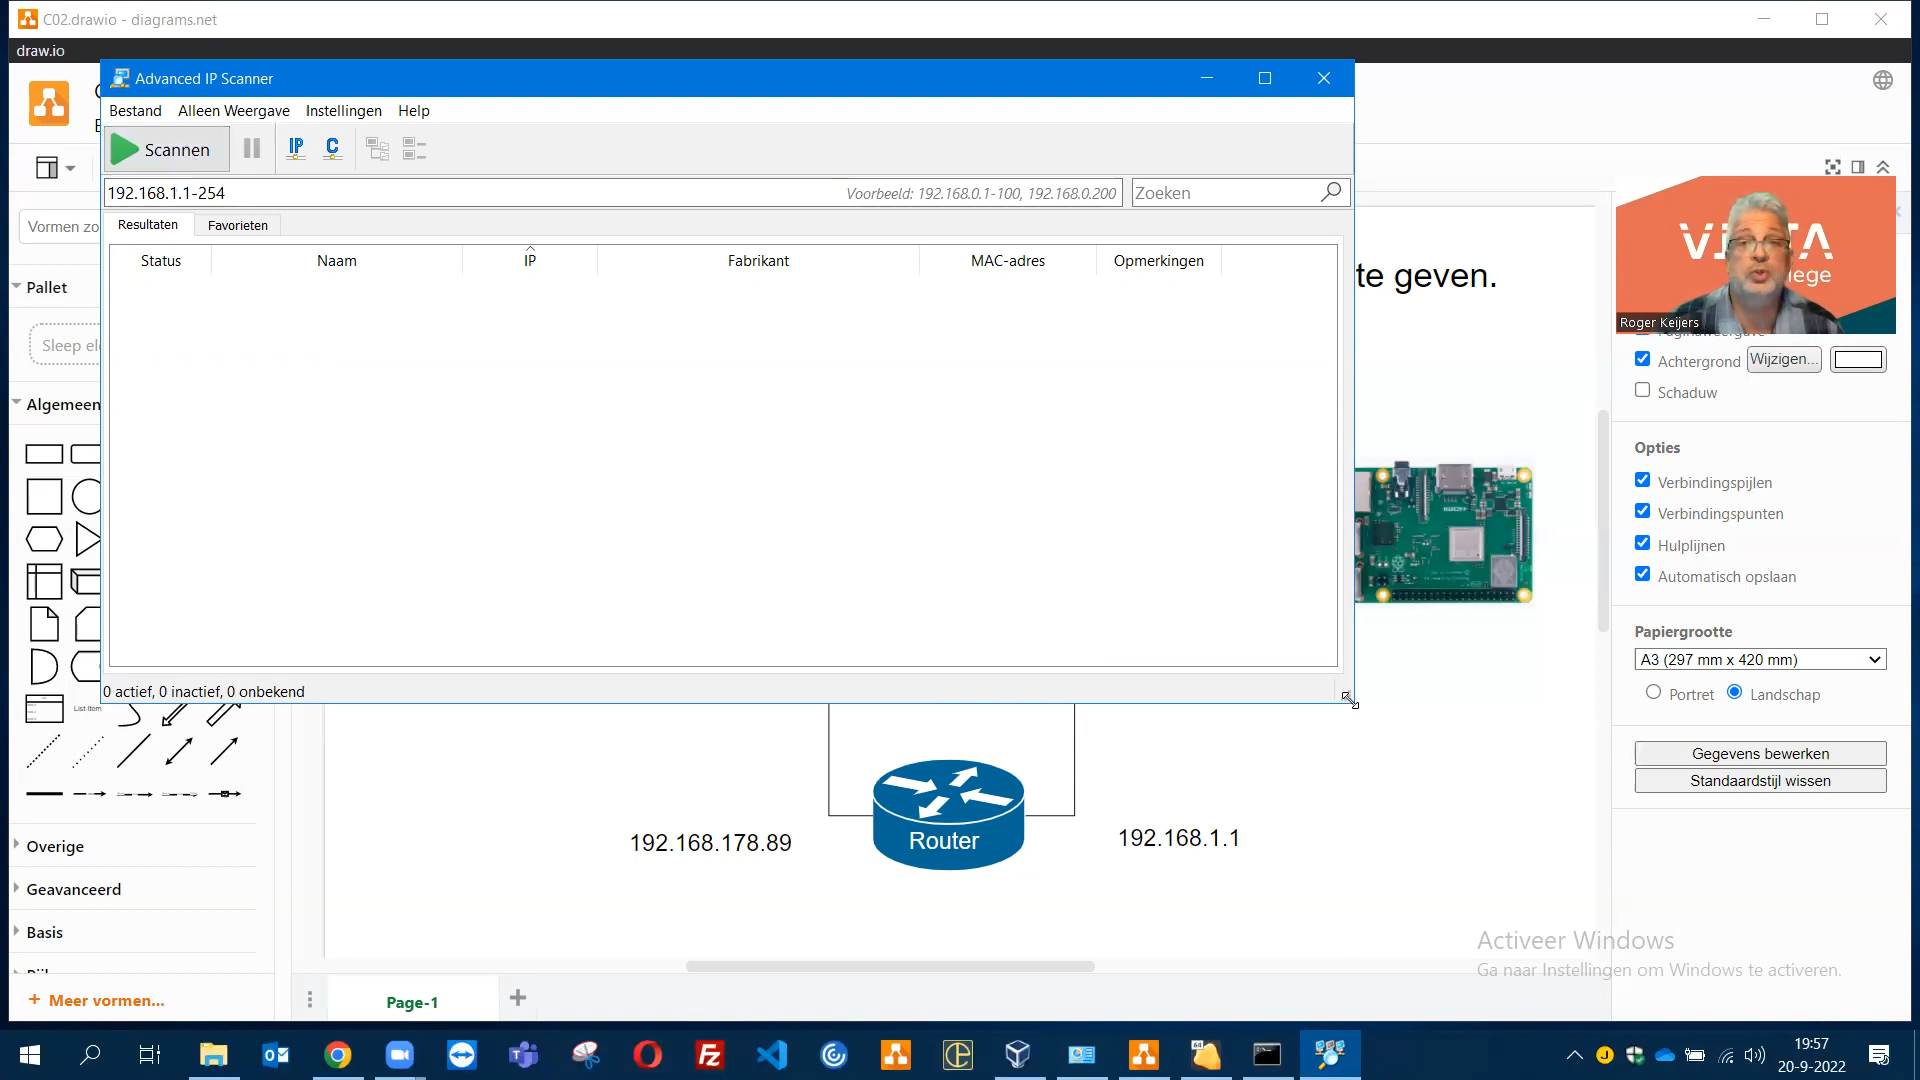 C02.drawio - diagrams.net
draw.io
Advanced IP Scanner
Bestand Alleen Weergave Instellingen Help
Scannen
IP C
192.168.1.1-254
Voorbeeld: 192.168.0.1-100, 192.168.0.200
Zoeken
Resultaten Favorieten
Status Naam IP Fabrikant MAC-adres Opmerkingen
0 actief, 0 inactief, 0 onbekend
Vormen zo
Pallet
Sleep el
Algemeen
List
Item
Overige
Geavanceerd
Basis
+ Meer vormen...
te geven.
192.168.178.89
Router
192.168.1.1
Page-1
Roger Keijers
Achtergrond
Wijzigen...
Schaduw
Opties
Verbindingspijlen
Verbindingspunten
Hulplijnen
Automatisch opslaan
Papiergrootte
A3 (297 mm x 420 mm)
Portret Landschap
Gegevens bewerken
Standaardstijl wissen
Activeer Windows
Ga naar Instellingen om Windows te activeren.
19:57
20-9-2022